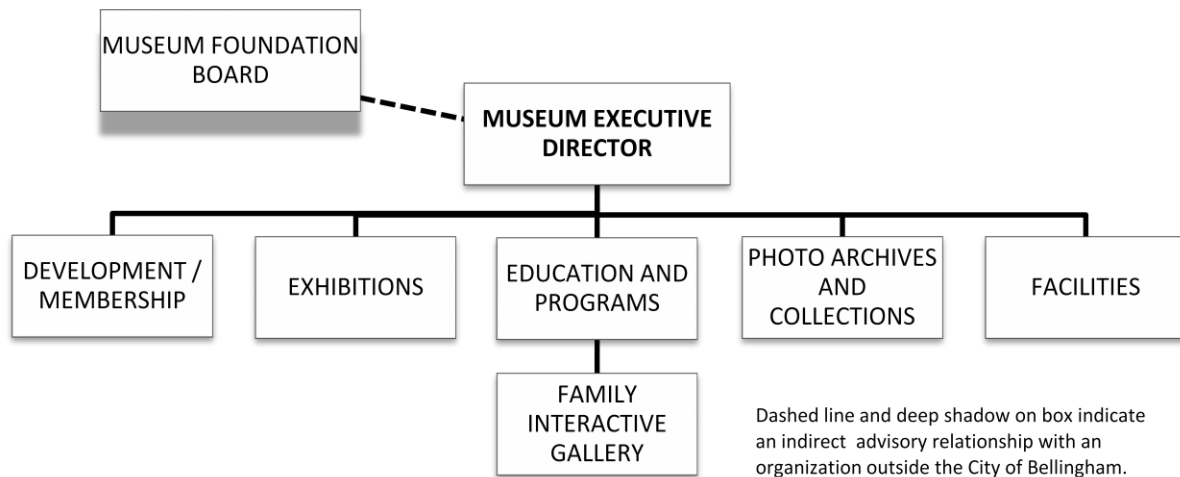 MUSEUM FOUNDATION
BOARD
MUSEUM EXECUTIVE
DIRECTOR
DEVELOPMENT /
MEMBERSHIP
EXHIBITIONS
EDUCATION AND
PROGRAMS
PHOTO ARCHIVES
AND
COLLECTIONS
FACILITIES
FAMILY
INTERACTIVE
GALLERY
Dashed line and deep shadow on box indicate
an indirect advisory relationship with an
organization outside the City of Bellingham.